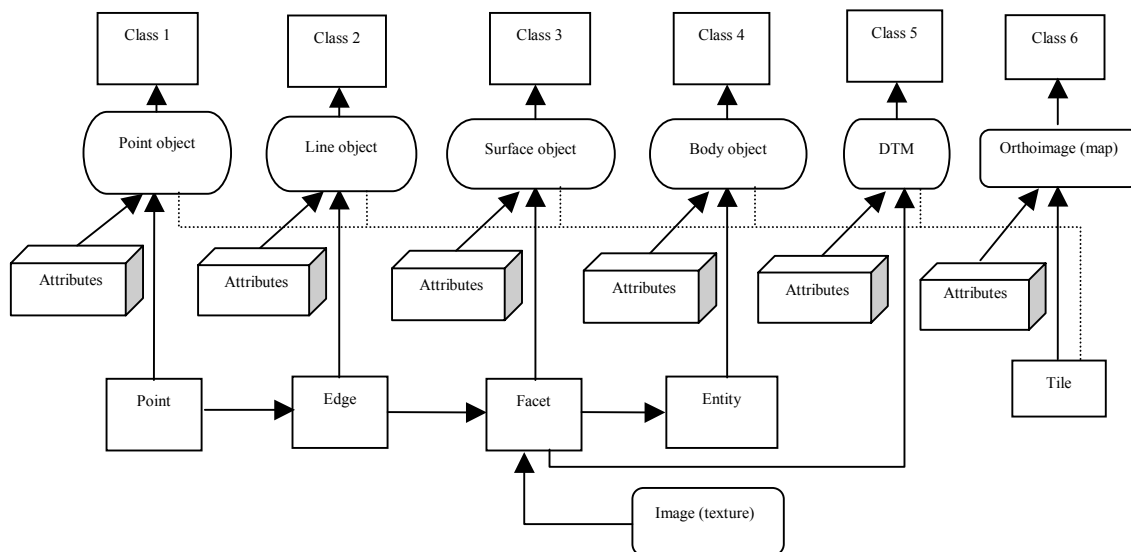 Class 1
Class 2
Class 3
Class 4
Class 5
Class 6
Point object
Line object
Surface object
Body object
DTM
Orthoimage (map)
Attributes
Attributes
Attributes
Attributes
Attributes
Attributes
Point
Edge
Facet
Entity
Tile
Image (texture)